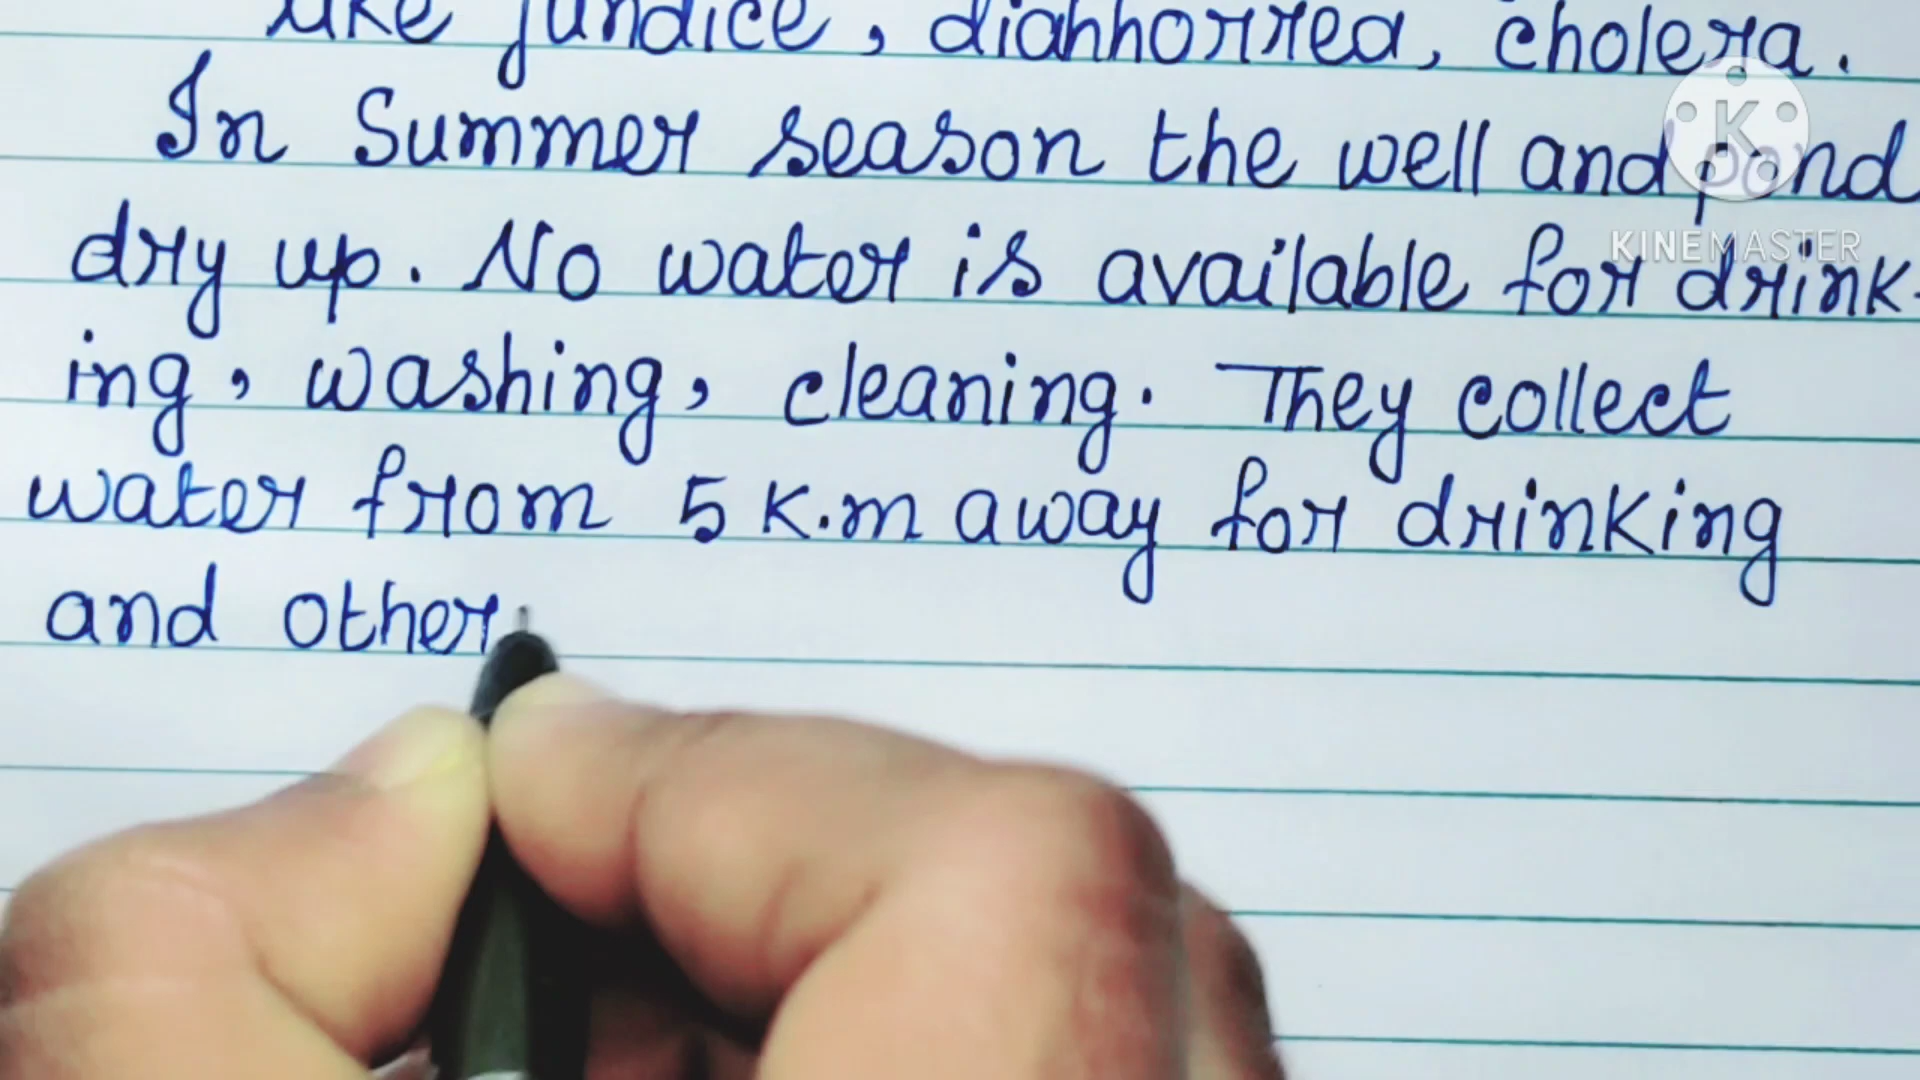 like jundice, diahhorrea, cholera.
In Summer season the well and pond
dry up. No water is available for drink-
ing, washing, cleaning. They collect
water from 5 K.m away for drinking
and other
K
KINEMASTER